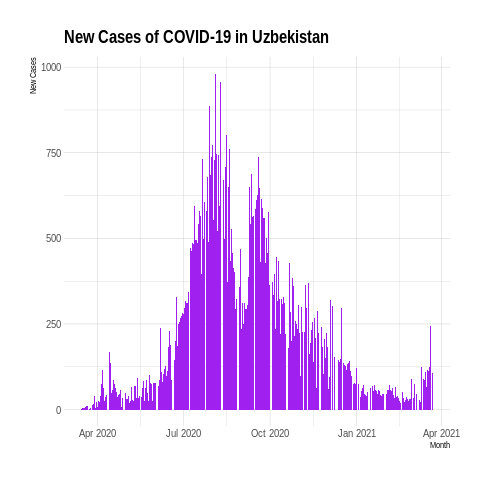 New Cases of COVID-19 in Uzbekistan
New Cases
1000
750
500
250
0
Apr 2020
Jul 2020
Oct 2020
Jan 2021
Apr 2021
Month